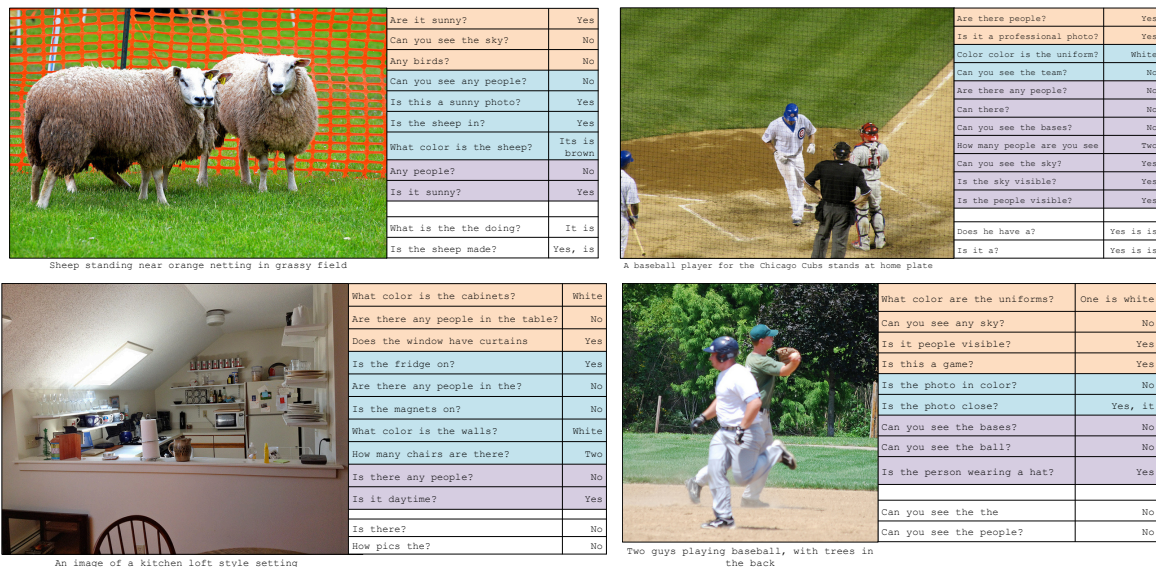 Are it sunny? Yes
Can you see the sky? No
Any birds? No
Can you see any people? No
Is this a sunny photo? Yes
Is the sheep in? Yes
What color is the sheep? Its is brown
Any people? No
Is it sunny? Yes
What is the the doing? It is
Is the sheep made? Yes, is
Sheep standing near orange netting in grassy field
Are there people? Yes
Is it a professional photo? Yes
Color color is the uniform? White
Can you see the team? No
Are there any people? No
Can there? No
Can you see the bases? No
How many people are you see Two
Can you see the sky? Yes
Is the sky visible? Yes
Is the people visible? Yes
Does he have a? Yes is is
Is it a? Yes is is
A baseball player for the Chicago Cubs stands at home plate
What color is the cabinets? White
Are there any people in the table? No
Does the window have curtains Yes
Is the fridge on? Yes
Are there any people in the? No
Is the magnets on? No
What color is the walls? White
How many chairs are there? Two
Is there any people? No
Is it daytime? Yes
Is there? No
How pics the? No
An image of a kitchen loft style setting
What color are the uniforms? One is white
Can you see any sky? No
Is it people visible? Yes
Is this a game? Yes
Is the photo in color? No
Is the photo close? Yes, it
Can you see the bases? No
Can you see the ball? No
Is the person wearing a hat? Yes
Can you see the the No
Can you see the people? No
Two guys playing baseball, with trees in
the back